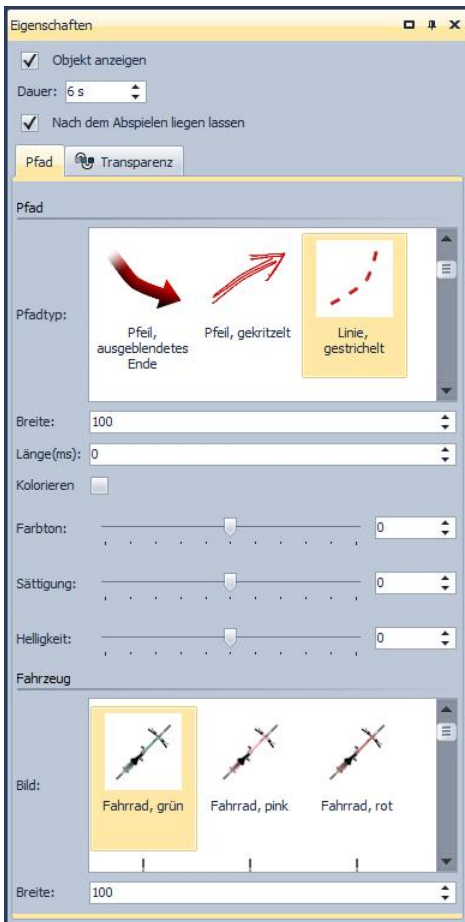 Eigenschaften
Objekt anzeigen
Dauer: 6 s
Nach dem Abspielen liegen lassen
Pfad Transparenz
Pfad
Pfadtyp:
Pfeil, ausgeblendetes Ende
Pfeil, gekritzelt
Linie, gestrichelt
Breite: 100
Länge(ms): 0
Kolorieren
Farbton: 0
Sättigung: 0
Helligkeit: 0
Fahrzeug
Bild:
Fahrrad, grün Fahrrad, pink Fahrrad, rot
Breite: 100